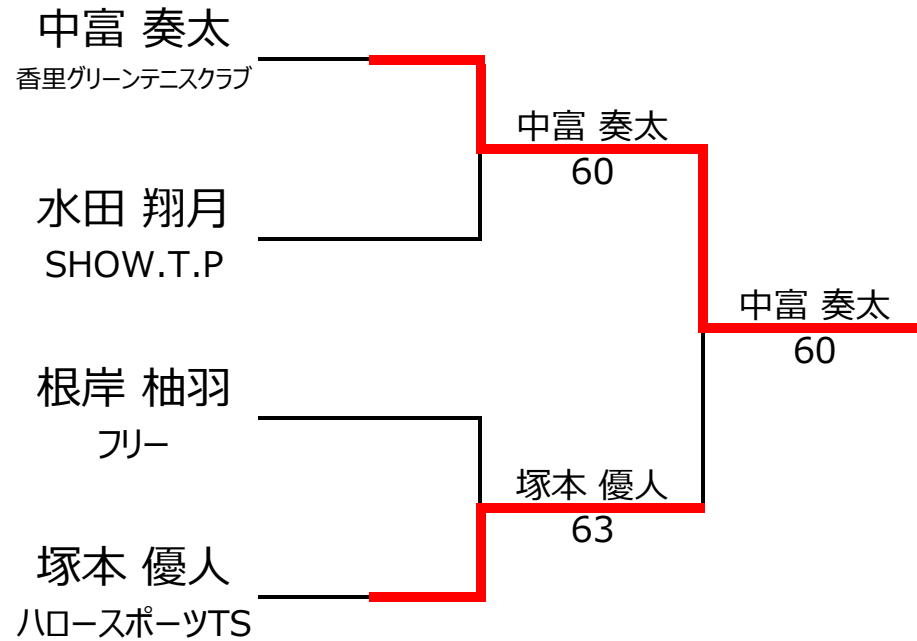 中富 奏太
香里グリーンテニスクラブ
中富 奏太
60
水田 翔月
SHOW.T.P
中富 奏太
60
根岸 柚羽
フリー
塚本 優人
63
塚本 優人
ハロースポーツTS